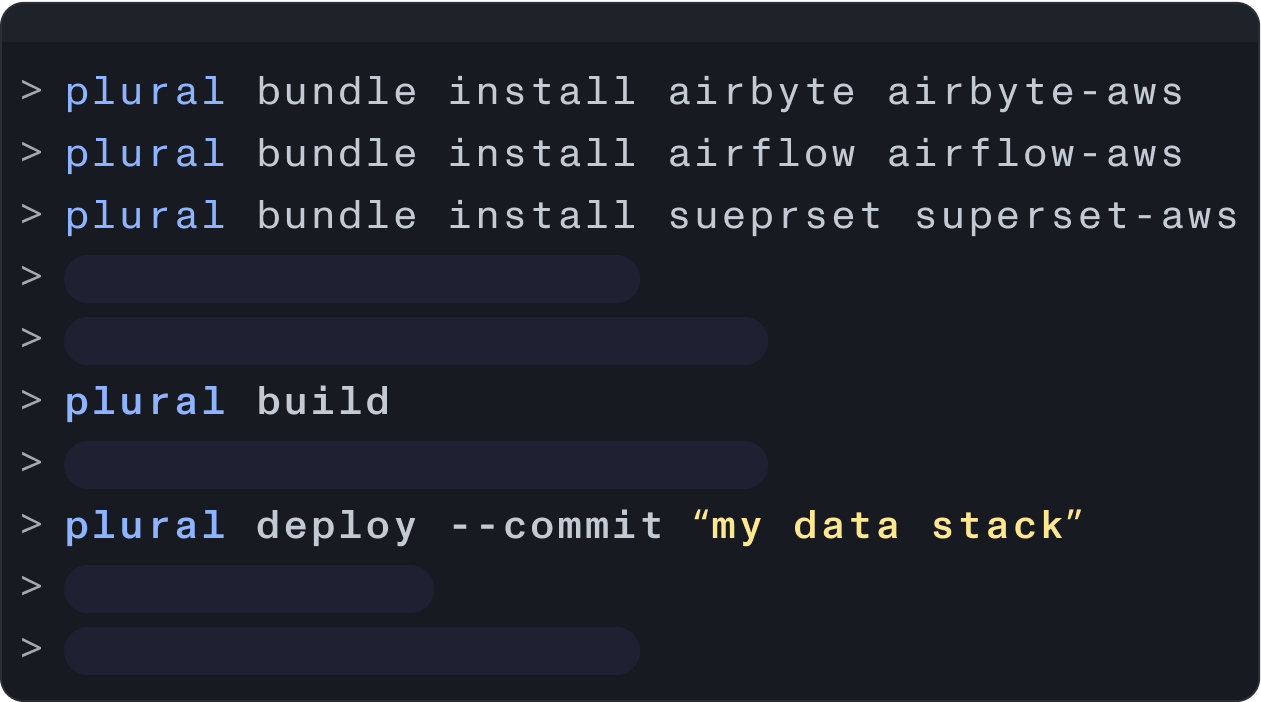 > plural bundle install airbyte airbyte-aws
> plural bundle install airflow airflow-aws
> plural bundle install sueprset superset-aws
>
>
> plural build
>
> plural deploy --commit “my data stack”
>
>